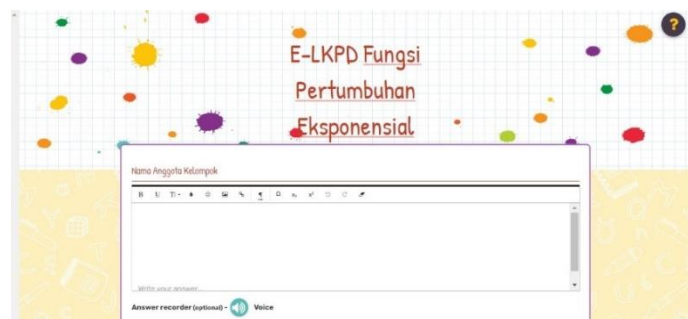 ?
E-LKPD Fungsi
Pertumbuhan
Eksponensial
Nama Anggota Kelompok
B U
Write your answer...
Answer recorder (optional) - Voice